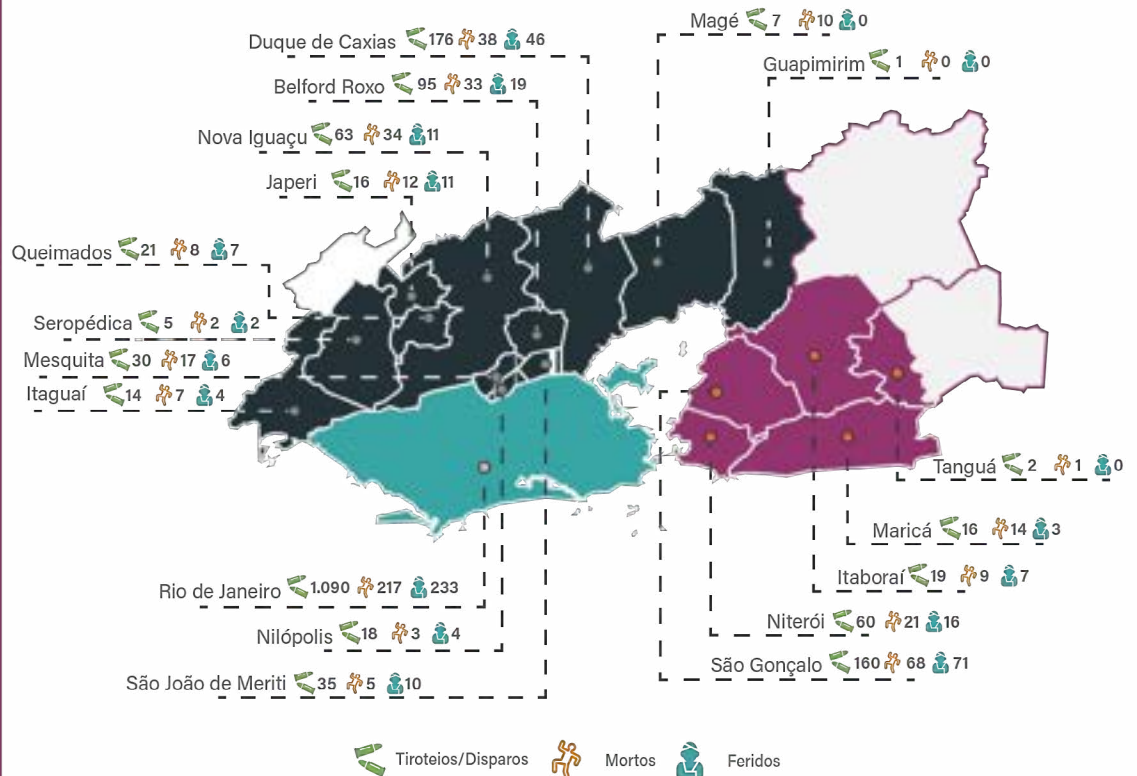 Magé 7 10 0
Duque de Caxias 176 38 46
Guapimirim 1 0 0
Belford Roxo 95 33 19
Nova Iguaçu 63 34 11
Japeri 16 12 11
Queimados 21 8 7
Seropédica 5 2 2
Mesquita 30 17 6
Itaguaí 14 7 4
Tanguá 2 1 0
Maricá 16 14 3
Itaboraí 19 9 7
Rio de Janeiro 1.090 217 233
Niterói 60 21 16
Nilópolis 18 3 4
São Gonçalo 160 68 71
São João de Meriti 35 5 10
Tiroteios/Disparos Mortos Feridos